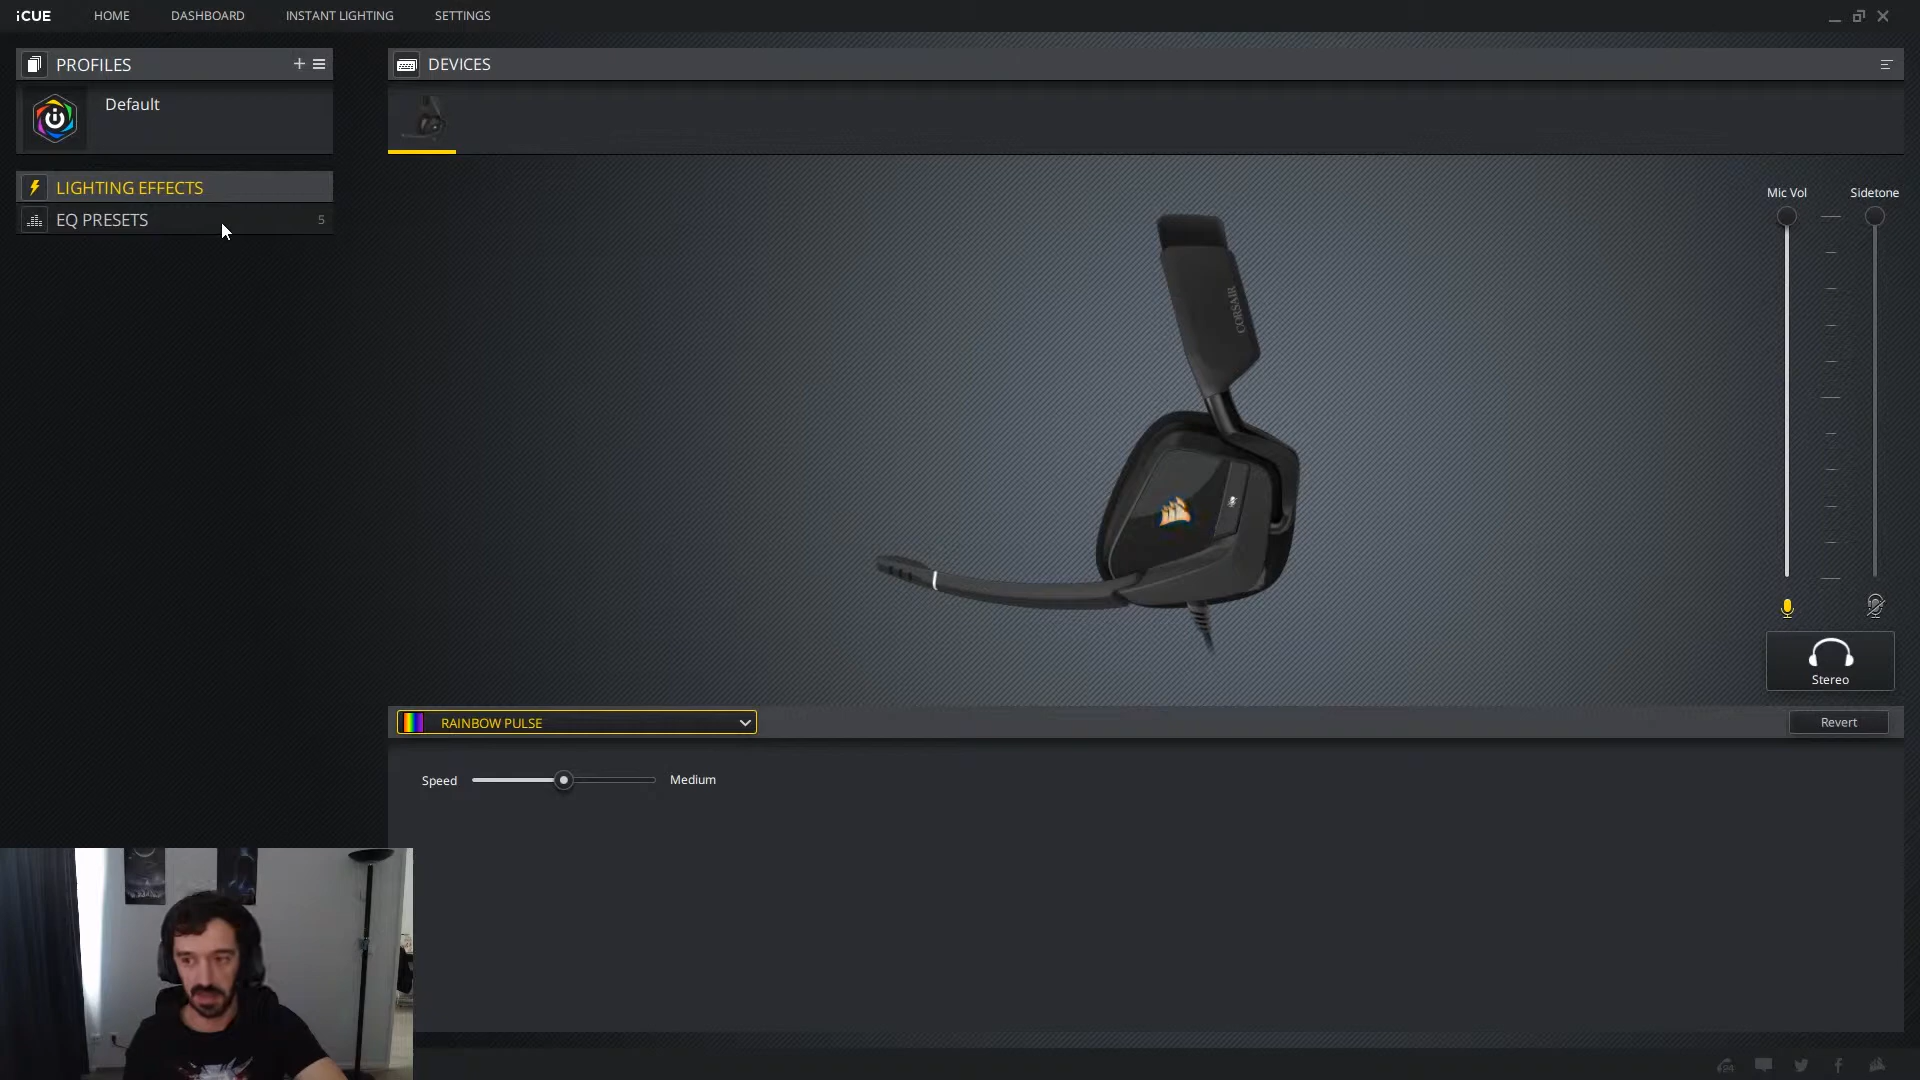 iCUE HOME DASHBOARD INSTANT LIGHTING SETTINGS
PROFILES
Default
LIGHTING EFFECTS
EQ PRESETS 5
DEVICES
Mic Vol Sidetone
CORSAIR
Stereo
RAINBOW PULSE
Revert
Speed Medium